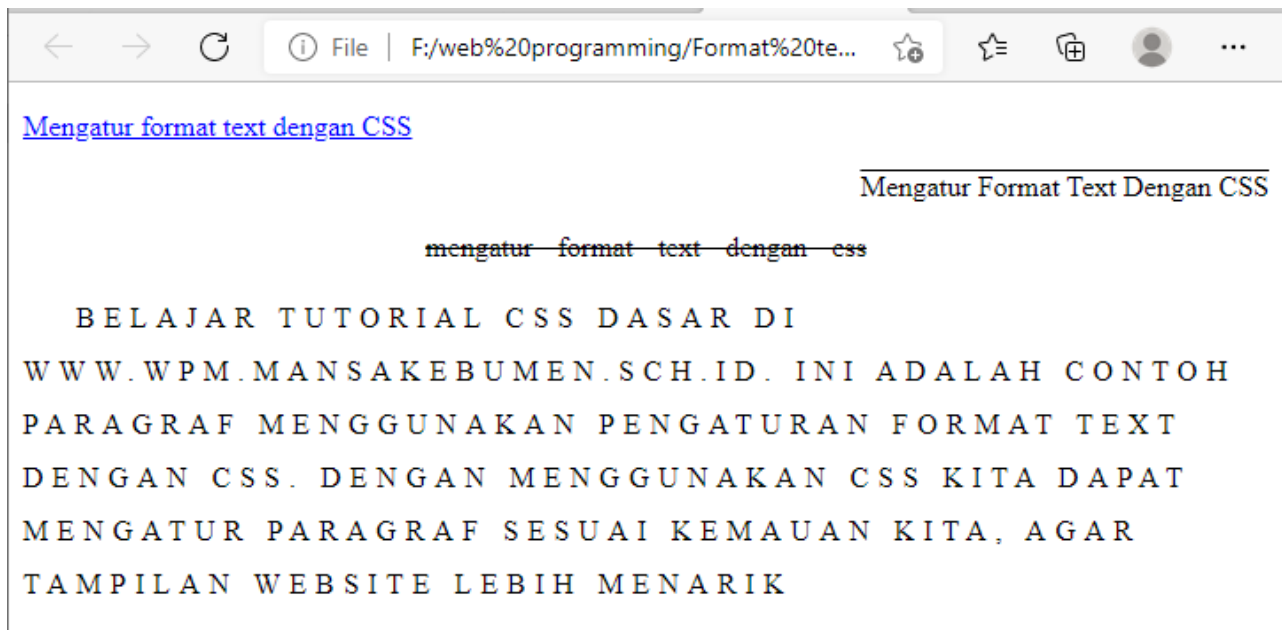 File | F:/web%20programming/Format%20te...
Mengatur format text dengan CSS
Mengatur Format Text Dengan CSS
mengatur format text dengan css
BELAJAR TUTORIAL CSS DASAR DI
WWW.WPM.MANSAKEBUMEN.SCH.ID. INI ADALAH CONTOH
PARAGRAF MENGGUNAKAN PENGATURAN FORMAT TEXT
DENGAN CSS. DENGAN MENGGUNAKAN CSS KITA DAPAT
MENGATUR PARAGRAF SESUAI KEMAUAN KITA, AGAR
TAMPILAN WEBSITE LEBIH MENARIK